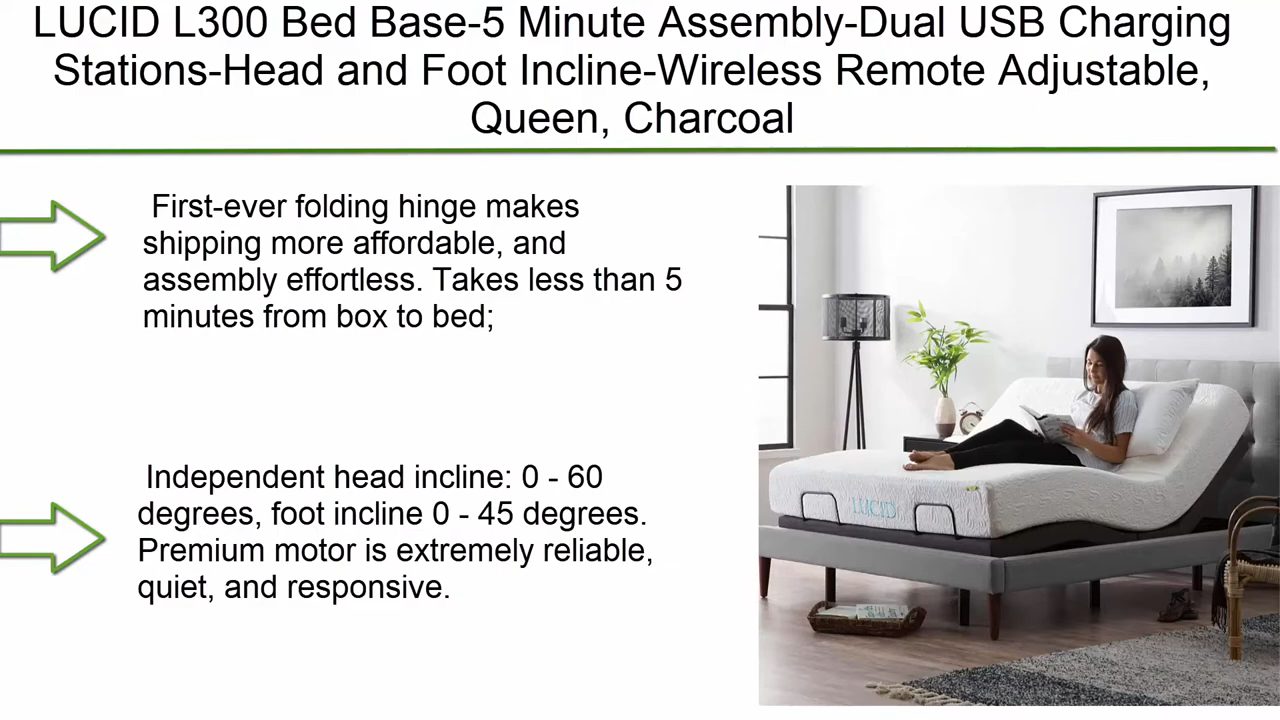 LUCID L300 Bed Base-5 Minute Assembly-Dual USB Charging
Stations-Head and Foot Incline-Wireless Remote Adjustable,
Queen, Charcoal
First-ever folding hinge makes
shipping more affordable, and
assembly effortless. Takes less than 5
minutes from box to bed;
Independent head incline: 0 - 60
degrees, foot incline 0 - 45 degrees.
Premium motor is extremely reliable,
quiet, and responsive.
LUCID